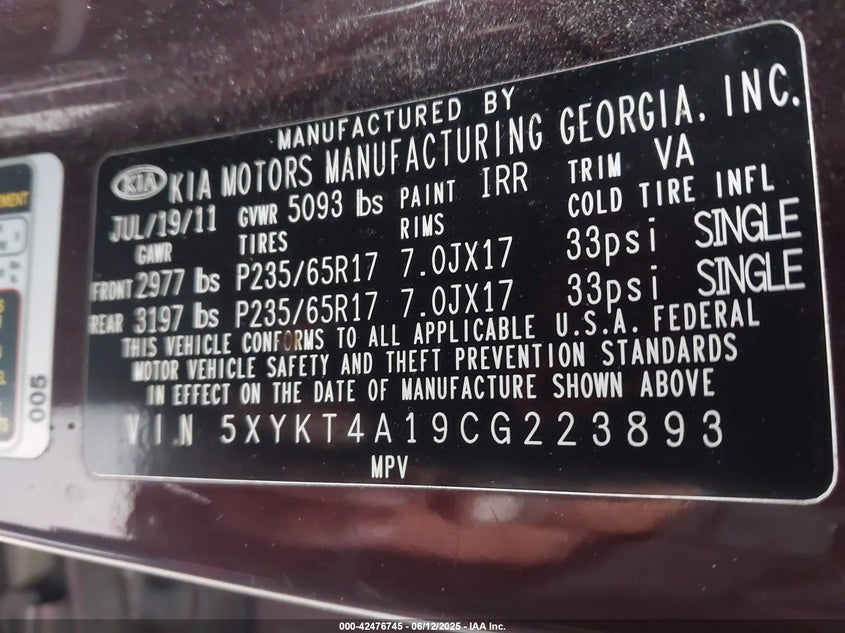 MANUFACTURED BY
KIA KIA MOTORS MANUFACTURING GEORGIA, INC.
JUL/19/11 GVWR 5093 lbs PAINT IRR TRIM VA
GAWR TIRES RIMS COLD TIRE INFL
FRONT 2977 lbs P235/65R17 7.0JX17 33psi SINGLE
REAR 3197 lbs P235/65R17 7.0JX17 33psi SINGLE
THIS VEHICLE CONFORMS TO ALL APPLICABLE U.S.A. FEDERAL
MOTOR VEHICLE SAFETY AND THEFT PREVENTION STANDARDS
IN EFFECT ON THE DATE OF MANUFACTURE SHOWN ABOVE
VIN 5XYKT4A19CG223893
MPV
005
000-42476745 - 06/12/2025 - IAA Inc.